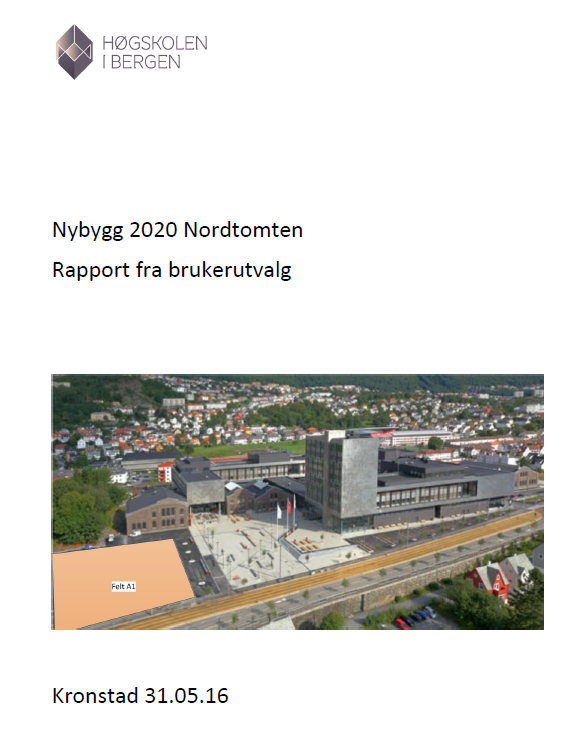 HØGSKOLEN
I BERGEN
Nybygg 2020 Nordtomten
Rapport fra brukerutvalg
Felt A1
Kronstad 31.05.16